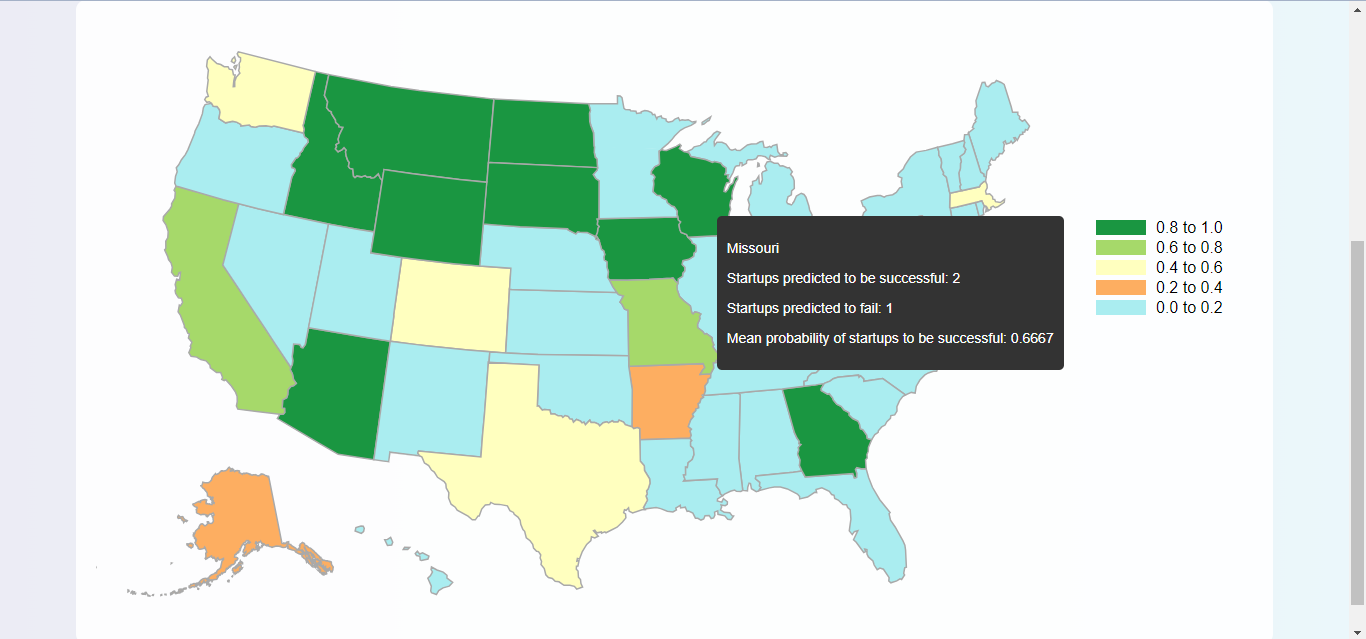 Missouri
Startups predicted to be successful: 2
Startups predicted to fail: 1
Mean probability of startups to be successful: 0.6667
0.8 to 1.0
0.6 to 0.8
0.4 to 0.6
0.2 to 0.4
0.0 to 0.2